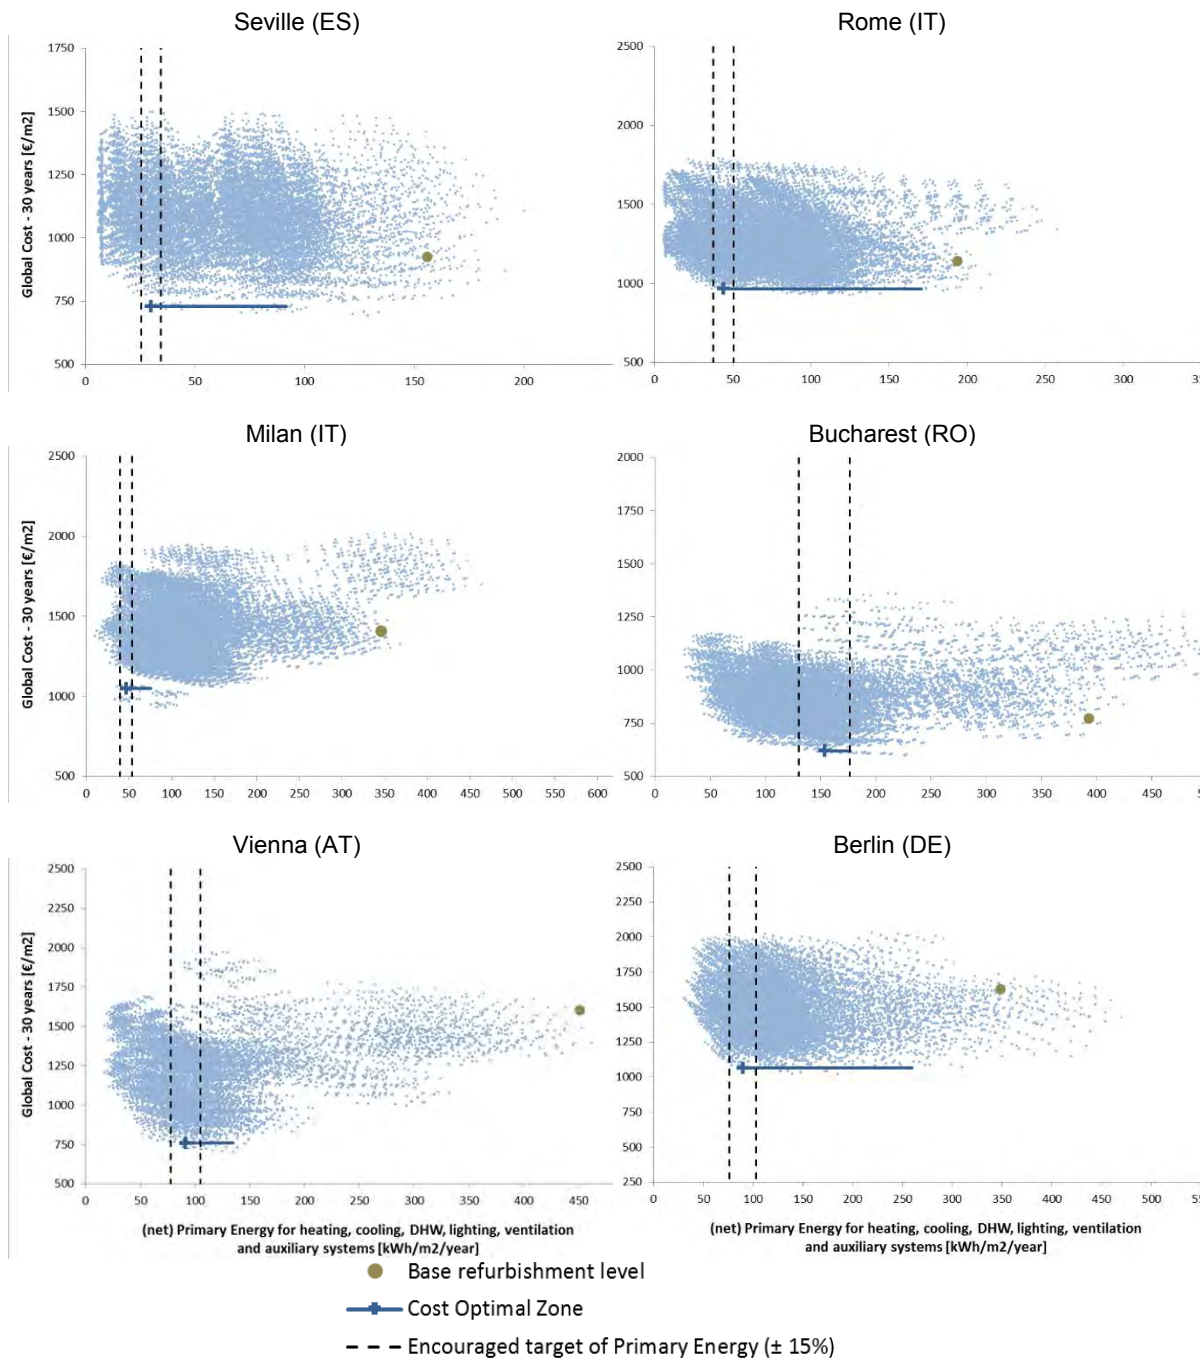 Seville (ES)
Rome (IT)
Global Cost - 30 years [€/m2]
1750
1500
1250
1000
750
500
0 50 100 150 200
2500
2000
1500
1000
500
0 50 100 150 200 250 300
Milan (IT)
Bucharest (RO)
Global Cost - 30 years [€/m2]
2500
2000
1500
1000
500
0 50 100 150 200 250 300 350 400 450 500 550 600
2000
1750
1500
1250
1000
750
500
0 50 100 150 200 250 300 350 400 450
Vienna (AT)
Berlin (DE)
Global Cost - 30 years [€/m2]
2500
2250
2000
1750
1500
1250
1000
750
500
0 50 100 150 200 250 300 350 400 450
2500
2250
2000
1750
1500
1250
1000
750
500
250
0 50 100 150 200 250 300 350 400 450 500
(net) Primary Energy for heating, cooling, DHW, lighting, ventilation
and auxiliary systems [kWh/m2/year]
(net) Primary Energy for heating, cooling, DHW, lighting, ventilation
and auxiliary systems [kWh/m2/year]
Base refurbishment level
Cost Optimal Zone
Encouraged target of Primary Energy (± 15%)